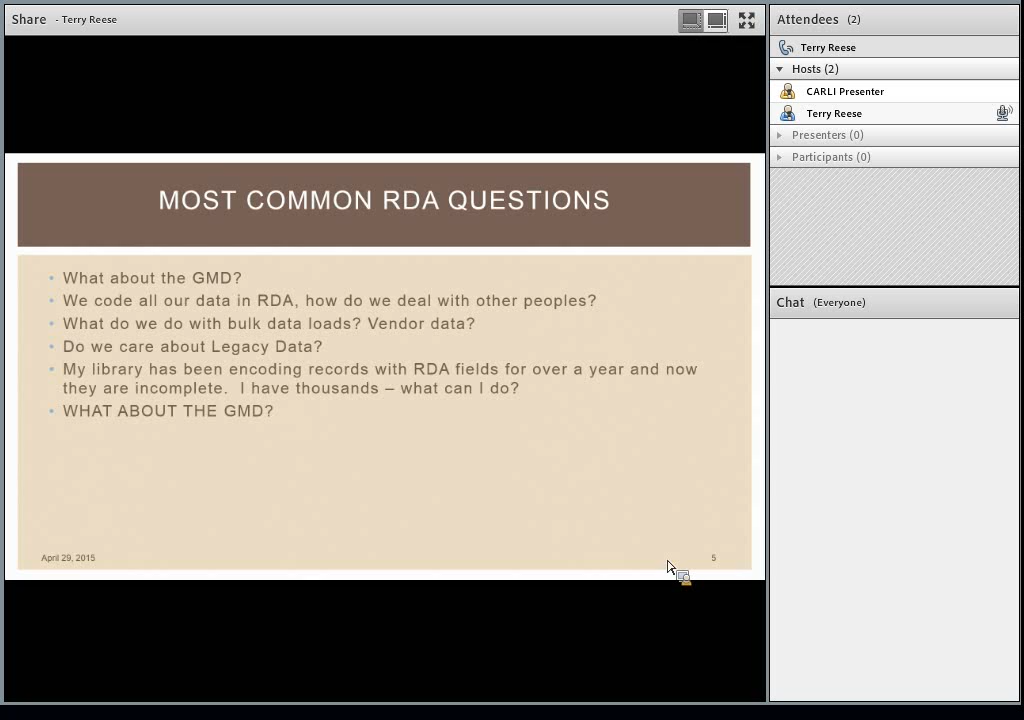 Share - Terry Reese
MOST COMMON RDA QUESTIONS
• What about the GMD?
• We code all our data in RDA, how do we deal with other peoples?
• What do we do with bulk data loads? Vendor data?
• Do we care about Legacy Data?
• My library has been encoding records with RDA fields for over a year and now
they are incomplete.  I have thousands – what can I do?
• WHAT ABOUT THE GMD?
April 29, 2015
5
Attendees (2)
Terry Reese
Hosts (2)
CARLI Presenter
Terry Reese
Presenters (0)
Participants (0)
Chat (Everyone)